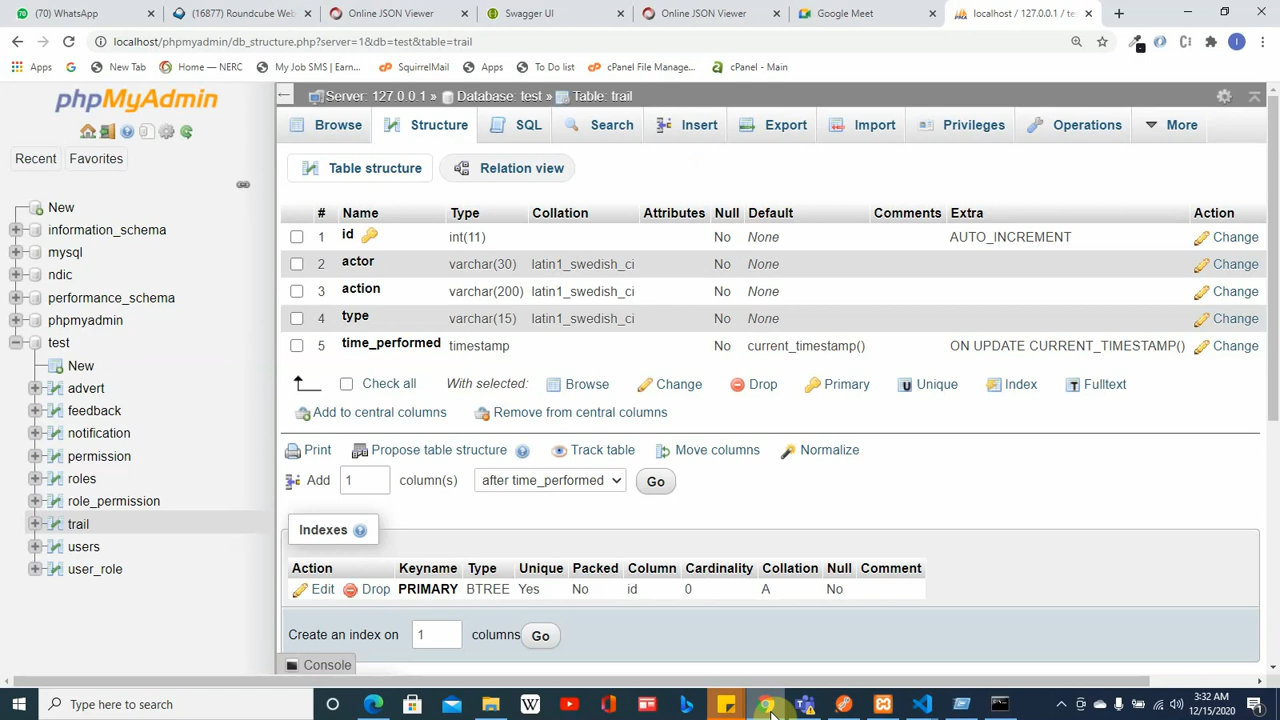 (70) WhatsApp
(16877) Roundcube Web
Online JSON Viewer
Swagger UI
Online JSON Viewer
Google Meet
localhost / 127.0.0.1 / te
localhost/phpmyadmin/db_structure.php?server=1&db=test&table=trail
Apps
New Tab
Home — NERC
My Job SMS | Earn...
SquirrelMail
Apps
To Do list
cPanel File Manage...
cPanel - Main
phpMyAdmin
Recent
Favorites
New
information_schema
mysql
ndic
performance_schema
phpmyadmin
test
New
advert
feedback
notification
permission
roles
role_permission
trail
users
user_role
Server: 127.0.0.1 » Database: test » Table: trail
Browse Structure SQL Search Insert Export Import Privileges Operations More
Table structure Relation view
# Name Type Collation Attributes Null Default Comments Extra Action
1 id int(11) No None AUTO_INCREMENT Change
2 actor varchar(30) latin1_swedish_ci No None Change
3 action varchar(200) latin1_swedish_ci No None Change
4 type varchar(15) latin1_swedish_ci No None Change
5 time_performed timestamp No current_timestamp() ON UPDATE CURRENT_TIMESTAMP() Change
Check all With selected: Browse Change Drop Primary Unique Index Fulltext
Add to central columns Remove from central columns
Print Propose table structure Track table Move columns Normalize
Add 1 column(s) after time_performed Go
Indexes
Action Keyname Type Unique Packed Column Cardinality Collation Null Comment
Edit Drop PRIMARY BTREE Yes No id 0 A No
Create an index on 1 columns Go
Console
Type here to search
3:32 AM
12/15/2020